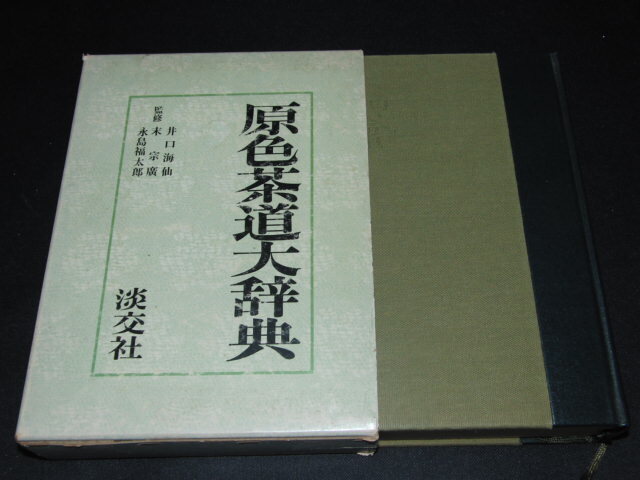 原色茶道大辞典
井口海仙
監修 末宗廣
永島福太郎
淡交社